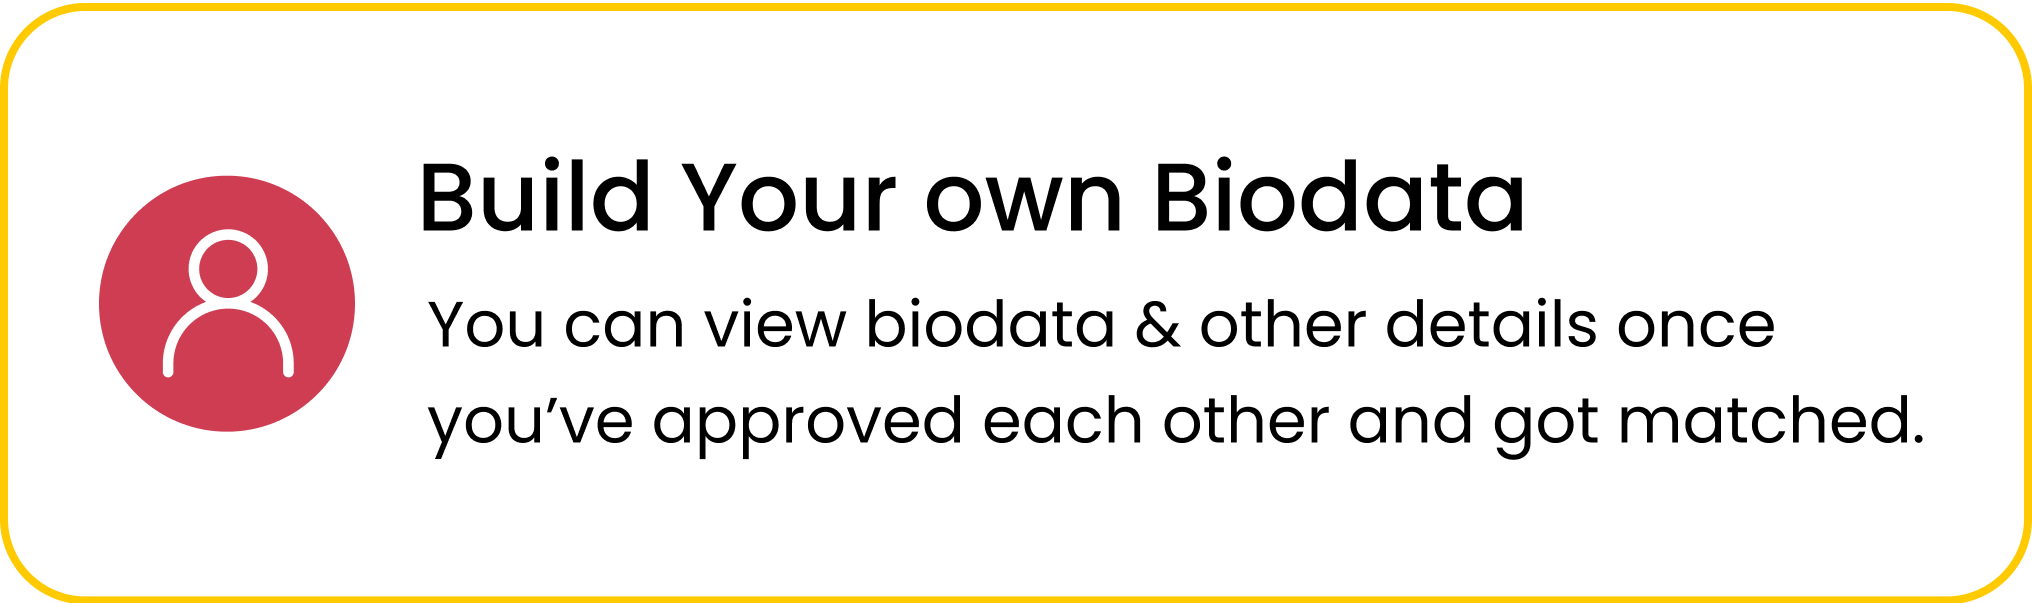 Build Your own Biodata
You can view biodata & other details once
you’ve approved each other and got matched.